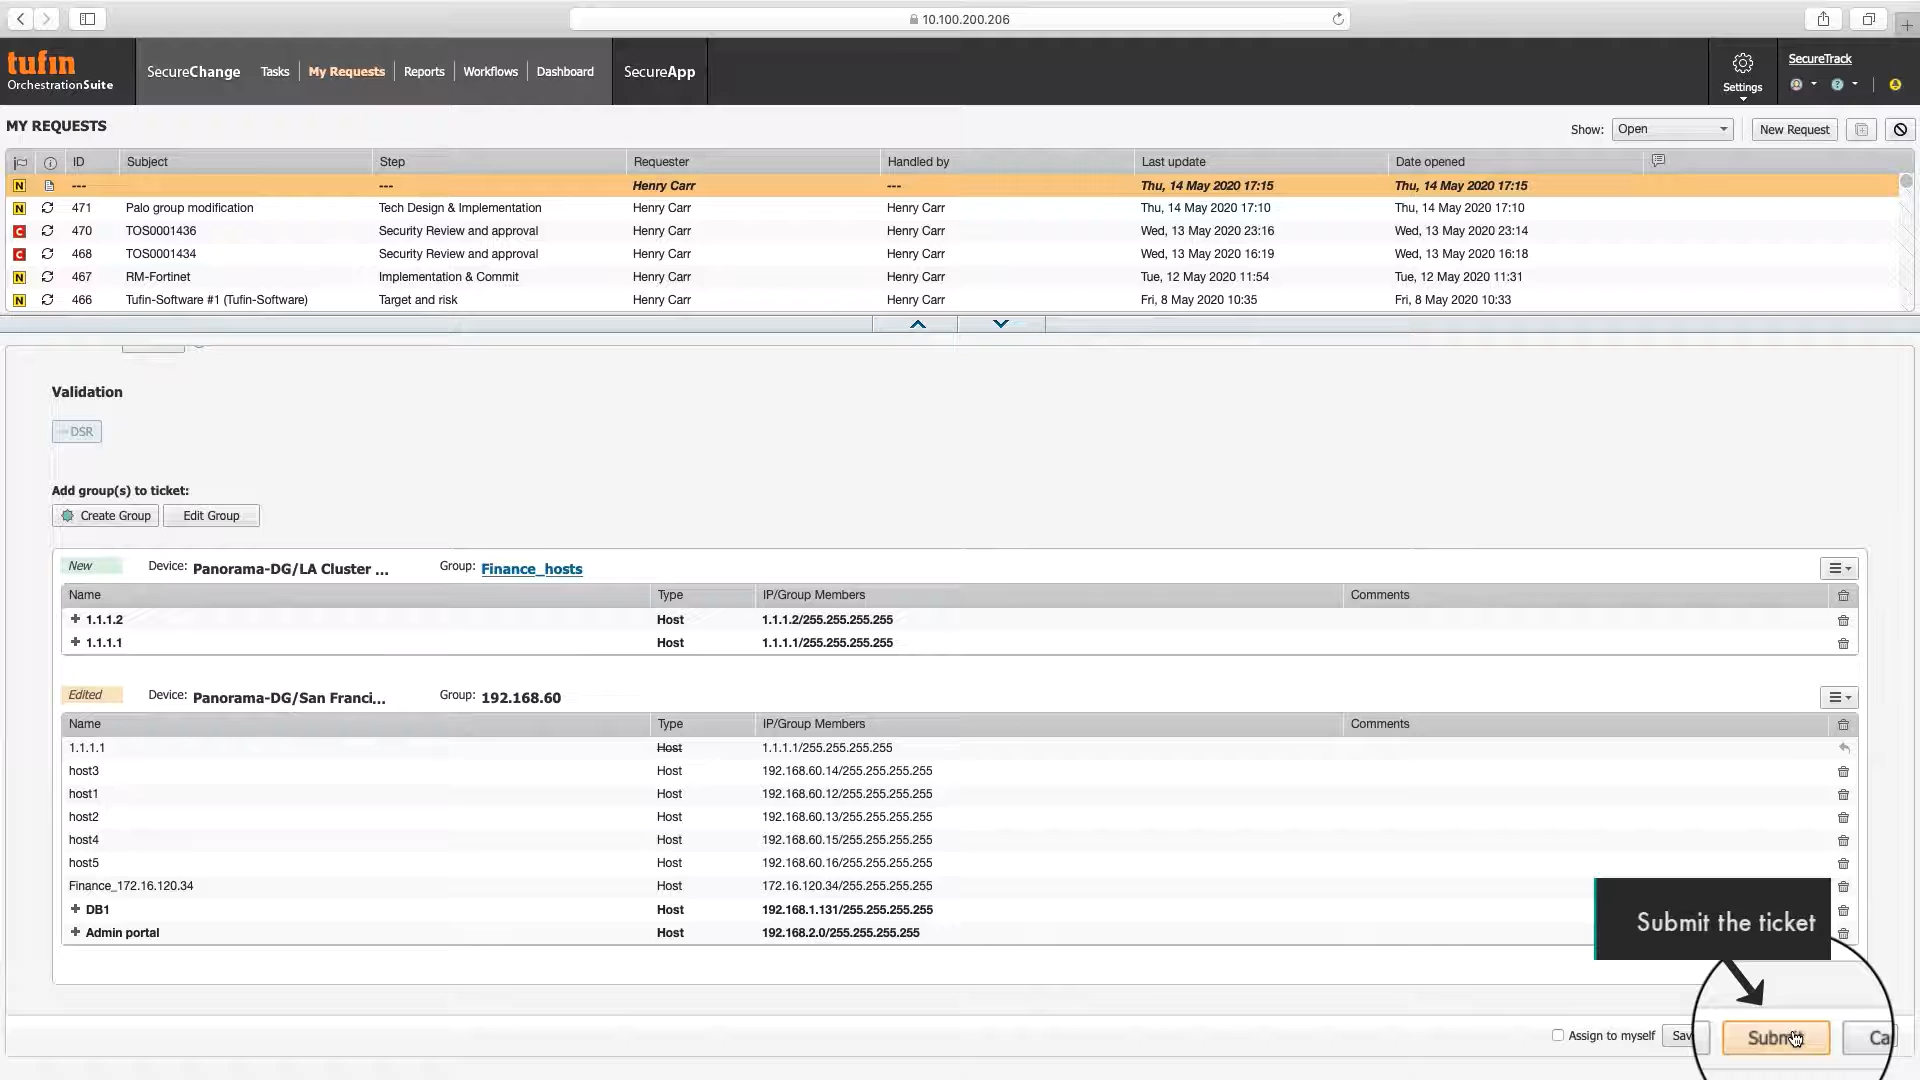 10.100.200.206
tufin
OrchestrationSuite
SecureChange Tasks My Requests Reports Workflows Dashboard SecureApp
Settings
SecureTrack
MY REQUESTS
Show: Open New Request
ID Subject Step Requester Handled by Last update Date opened
N --- --- Henry Carr --- Thu, 14 May 2020 17:15 Thu, 14 May 2020 17:15
N 471 Palo group modification Tech Design & Implementation Henry Carr Henry Carr Thu, 14 May 2020 17:10 Thu, 14 May 2020 17:10
C 470 TOS0001436 Security Review and approval Henry Carr Henry Carr Wed, 13 May 2020 23:16 Wed, 13 May 2020 23:14
C 468 TOS0001434 Security Review and approval Henry Carr Henry Carr Wed, 13 May 2020 16:19 Wed, 13 May 2020 16:18
N 467 RM-Fortinet Implementation & Commit Henry Carr Henry Carr Tue, 12 May 2020 11:54 Tue, 12 May 2020 11:31
N 466 Tufin-Software #1 (Tufin-Software) Target and risk Henry Carr Henry Carr Fri, 8 May 2020 10:35 Fri, 8 May 2020 10:33
Validation
DSR
Add group(s) to ticket:
Create Group Edit Group
New Device: Panorama-DG/LA Cluster ... Group: Finance_hosts
Name Type IP/Group Members Comments
+ 1.1.1.2 Host 1.1.1.2/255.255.255.255
+ 1.1.1.1 Host 1.1.1.1/255.255.255.255
Edited Device: Panorama-DG/San Franci... Group: 192.168.60
Name Type IP/Group Members Comments
1.1.1.1 Host 1.1.1.1/255.255.255.255
host3 Host 192.168.60.14/255.255.255.255
host1 Host 192.168.60.12/255.255.255.255
host2 Host 192.168.60.13/255.255.255.255
host4 Host 192.168.60.15/255.255.255.255
host5 Host 192.168.60.16/255.255.255.255
Finance_172.16.120.34 Host 172.16.120.34/255.255.255.255
+ DB1 Host 192.168.1.131/255.255.255.255
+ Admin portal Host 192.168.2.0/255.255.255.255
Submit the ticket
Assign to myself Sav Submit Ca